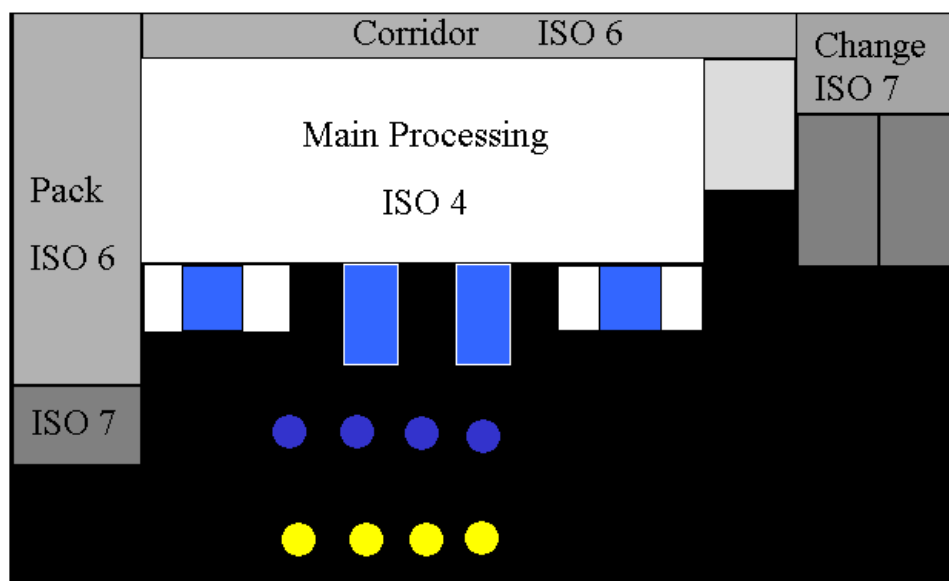 Corridor ISO 6
Change
ISO 7
Main Processing
ISO 4
Pack
ISO 6
ISO 7